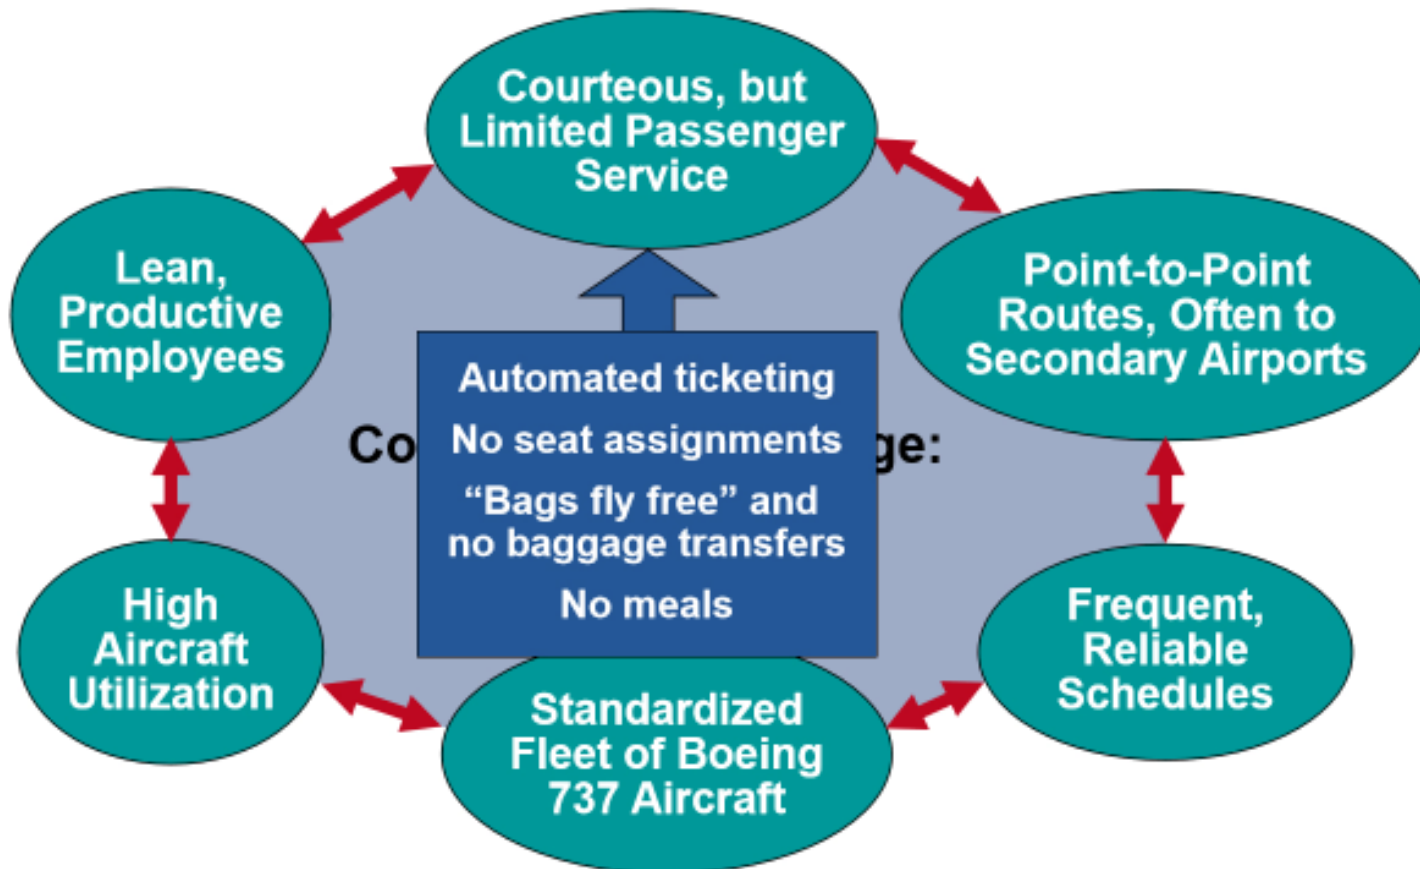 Courteous, but
Limited Passenger
Service
Lean,
Productive
Employees
Point-to-Point
Routes, Often to
Secondary Airports
Automated ticketing
No seat assignments
“Bags fly free” and
no baggage transfers
No meals
High
Aircraft
Utilization
Frequent,
Reliable
Schedules
Standardized
Fleet of Boeing
737 Aircraft